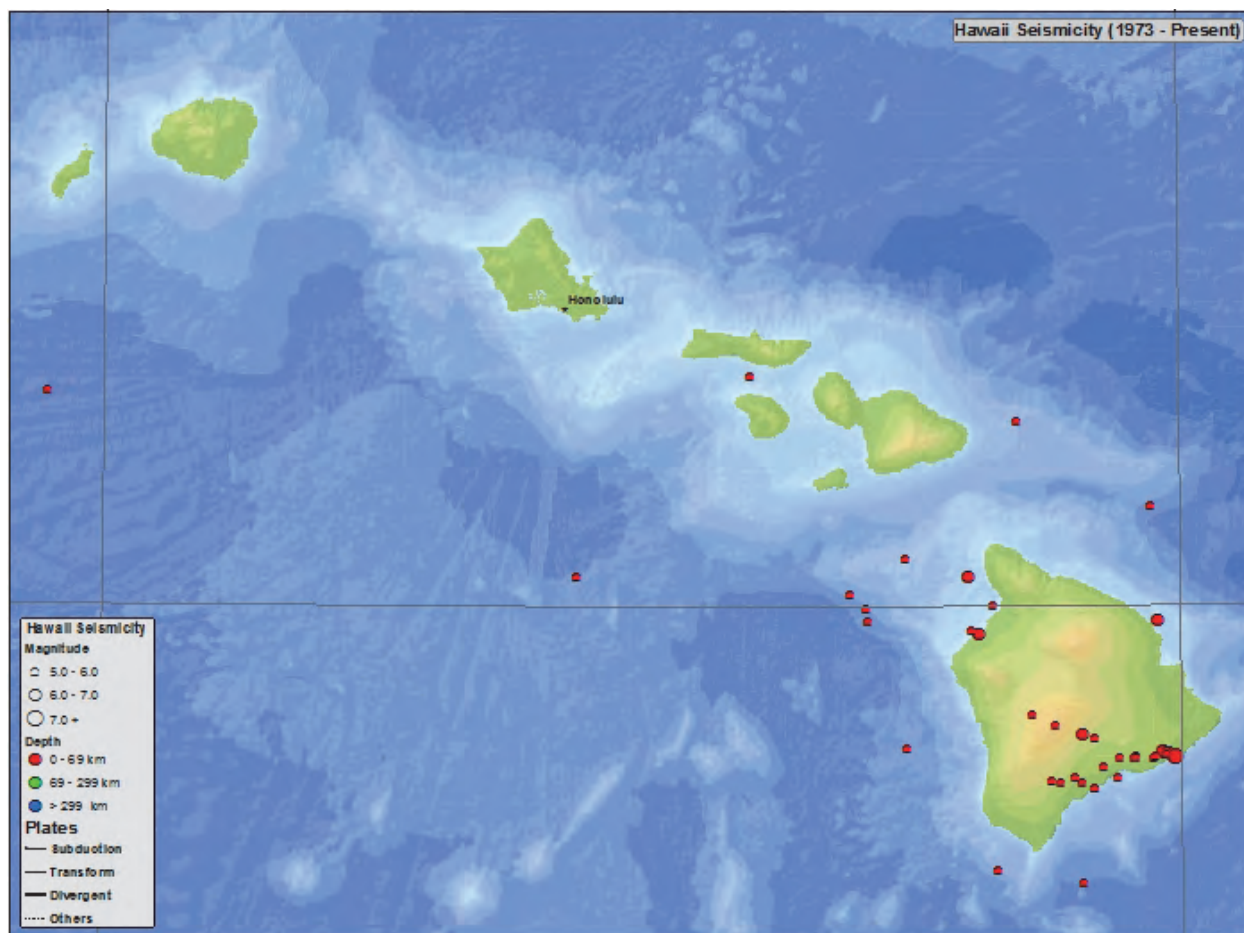 Hawaii Seismicity (1973 - Present)
Honolulu
Hawaii Seismicity
Magnitude
5.0 - 6.0
6.0 - 7.0
7.0 +
Depth
0 - 69 km
69 - 299 km
> 299 km
Plates
Subduction
Transform
Divergent
Others